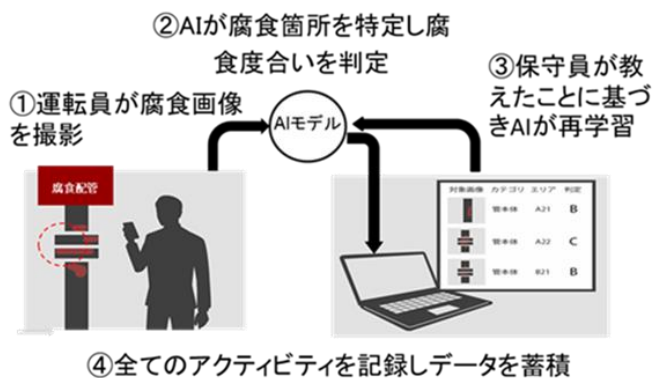 ②AIが腐食箇所を特定し腐
食度合いを判定
①運転員が腐食画像
を撮影
③保守員が教
えたことに基づ
きAIが再学習
AIモデル
腐食配管
対象画像 カテゴリ エリア 判定
管本体 A21 B
管本体 A22 C
管本体 B21 B
④全てのアクティビティを記録しデータを蓄積